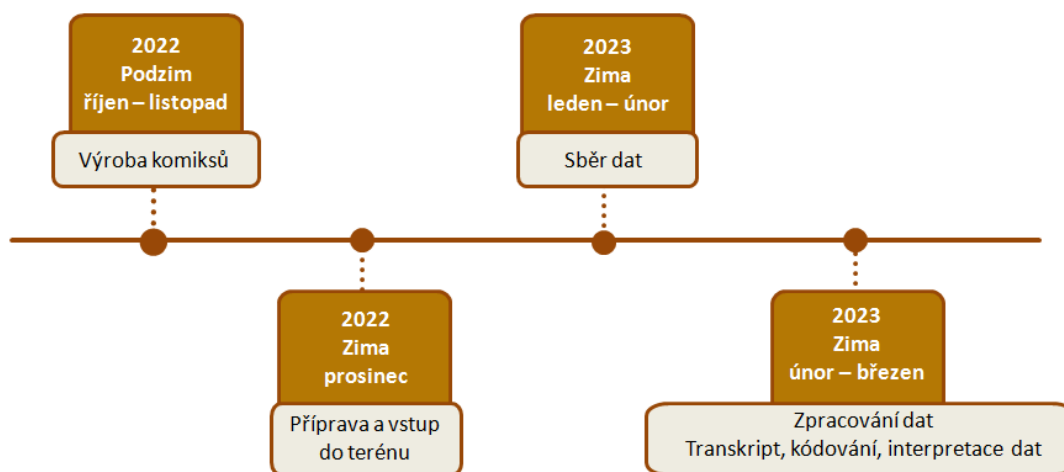 2022
Podzim
říjen – listopad
Výroba komiksů
2022
Zima
prosinec
Příprava a vstup
do terénu
2023
Zima
leden – únor
Sběr dat
2023
Zima
únor – březen
Zpracování dat
Transkript, kódování, interpretace dat